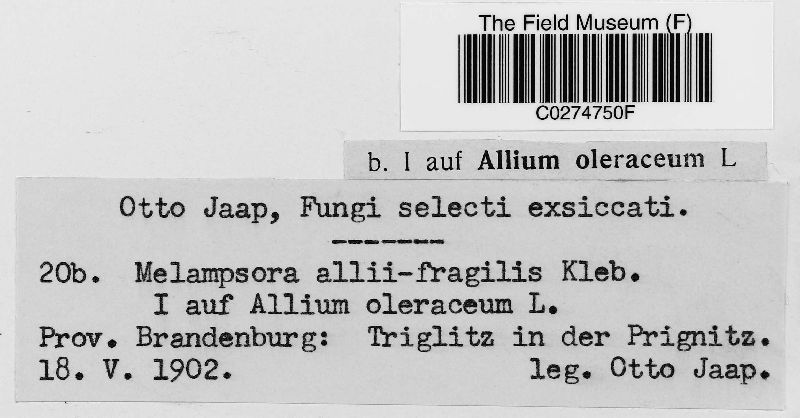 The Field Museum (F)
C0274750F
b. I auf Allium oleraceum L
Otto Jaap, Fungi selecti exsiccati.
-------
20b. Melampsora allii-fragilis Kleb.
I auf Allium oleraceum L.
Prov. Brandenburg: Triglitz in der Prignitz.
18. V. 1902. leg. Otto Jaap.